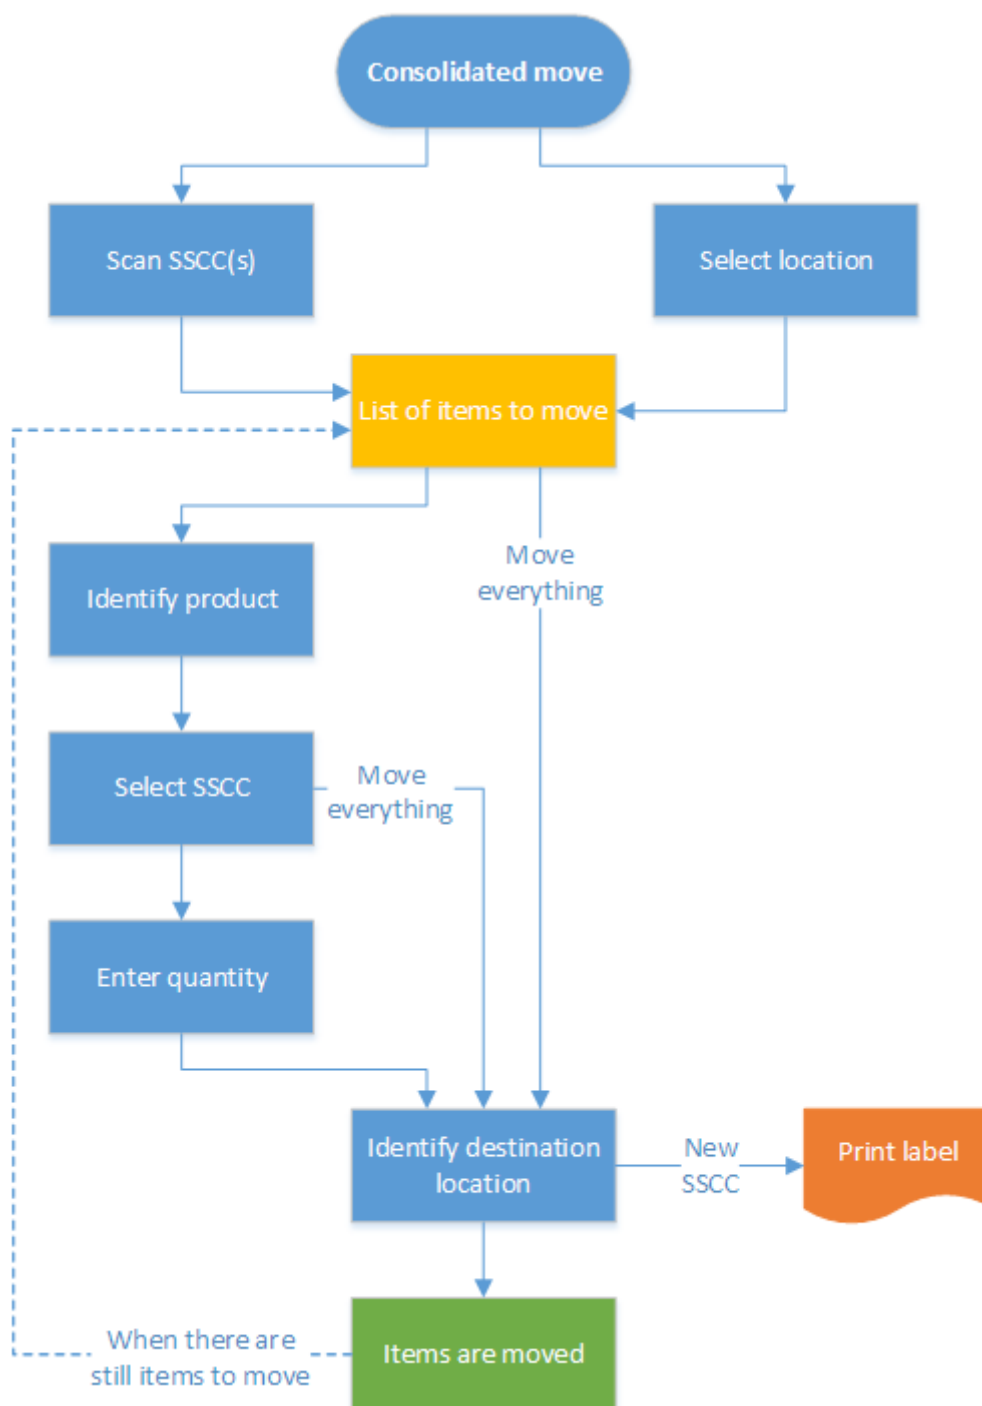 Consolidated move
Scan SSCC(s)
Select location
List of items to move
Identify product
Move
everything
Select SSCC
Move
everything
Enter quantity
Identify destination
location
New
SSCC
Print label
When there are
still items to move
Items are moved